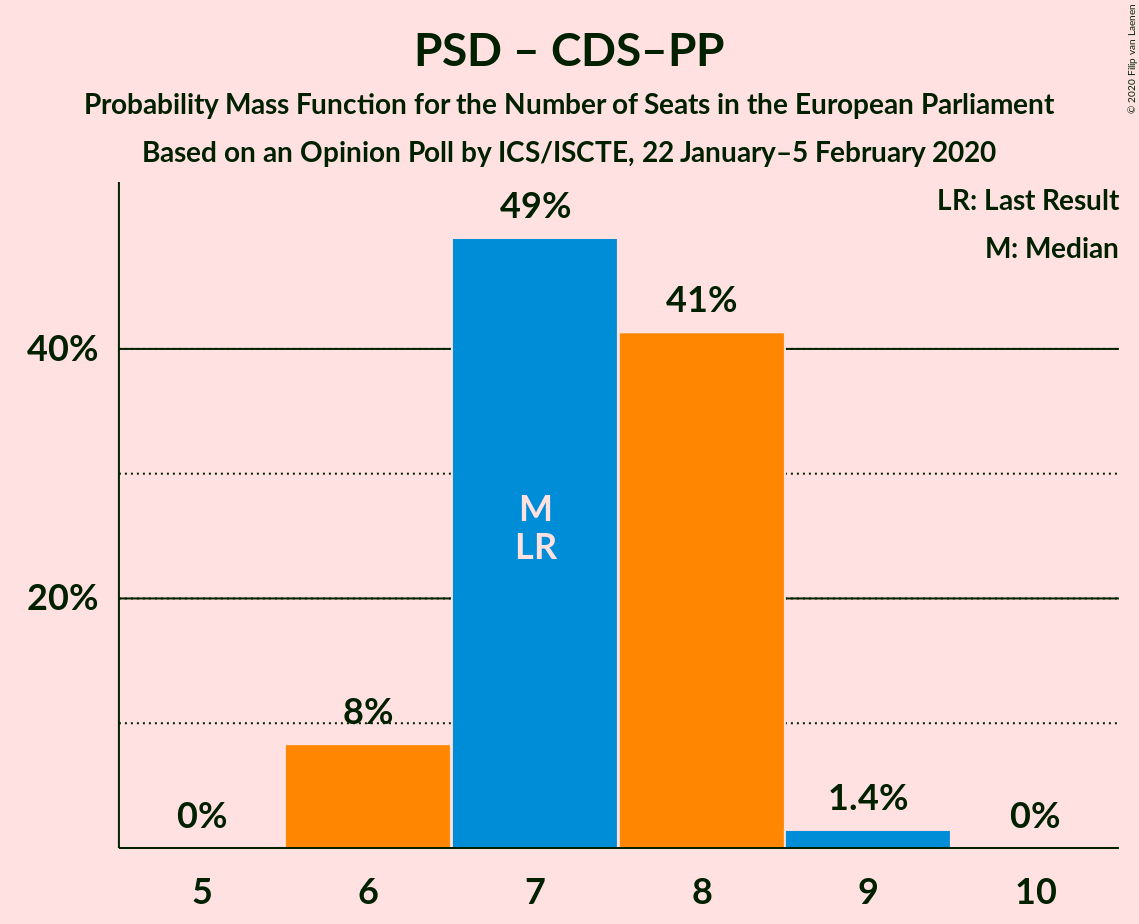 PSD – CDS–PP
Probability Mass Function for the Number of Seats in the European Parliament
Based on an Opinion Poll by ICS/ISCTE, 22 January–5 February 2020
© 2020 Filip van Laenen
LR: Last Result
M: Median
49%
41%
40%
M
LR
20%
8%
1.4%
0%
0%
5
6
7
8
9
10